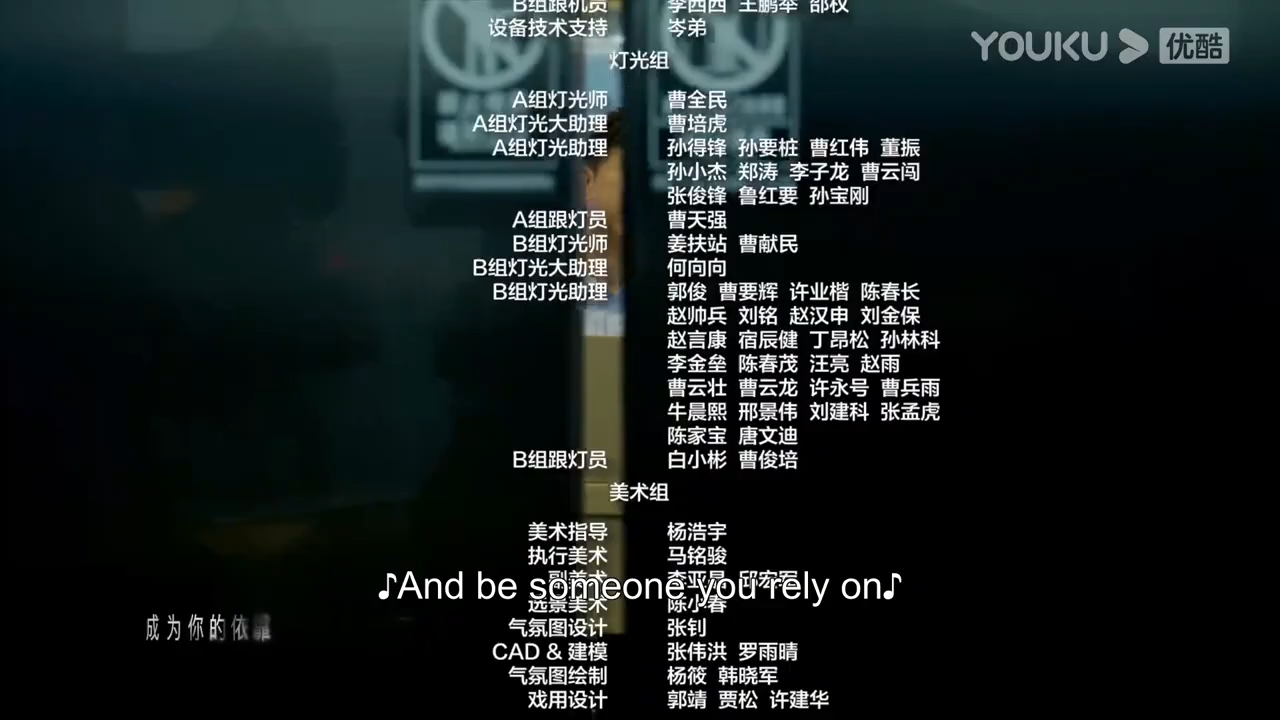 B组跟机员 李西西 王鹏举 邵权
设备技术支持 岑弟
YOUKU 优酷
灯光组
A组灯光师 曹全民
A组灯光大助理 曹培虎
A组灯光助理 孙得锋 孙要桩 曹红伟 董振
孙小杰 郑涛 李子龙 曹云闯
张俊锋 鲁红要 孙宝刚
A组跟灯员 曹天强
B组灯光师 姜扶站 曹献民
B组灯光大助理 何向向
B组灯光助理 郭俊 曹要辉 许业楷 陈春长
赵帅兵 刘铭 赵汉申 刘金保
赵言康 宿辰健 丁昂松 孙林科
李金垒 陈春茂 汪亮 赵雨
曹云壮 曹云龙 许永号 曹兵雨
牛晨熙 邢景伟 刘建科 张孟虎
陈家宝 唐文迪
B组跟灯员 白小彬 曹俊培
美术组
美术指导 杨浩宇
执行美术 马铭骏
副美术
♪And be someone you rely on♪
选景美术 陈小春
成为你的依靠
气氛图设计 张钊
CAD & 建模 张伟洪 罗雨晴
气氛图绘制 杨筱 韩晓军
戏用设计 郭靖 贾松 许建华